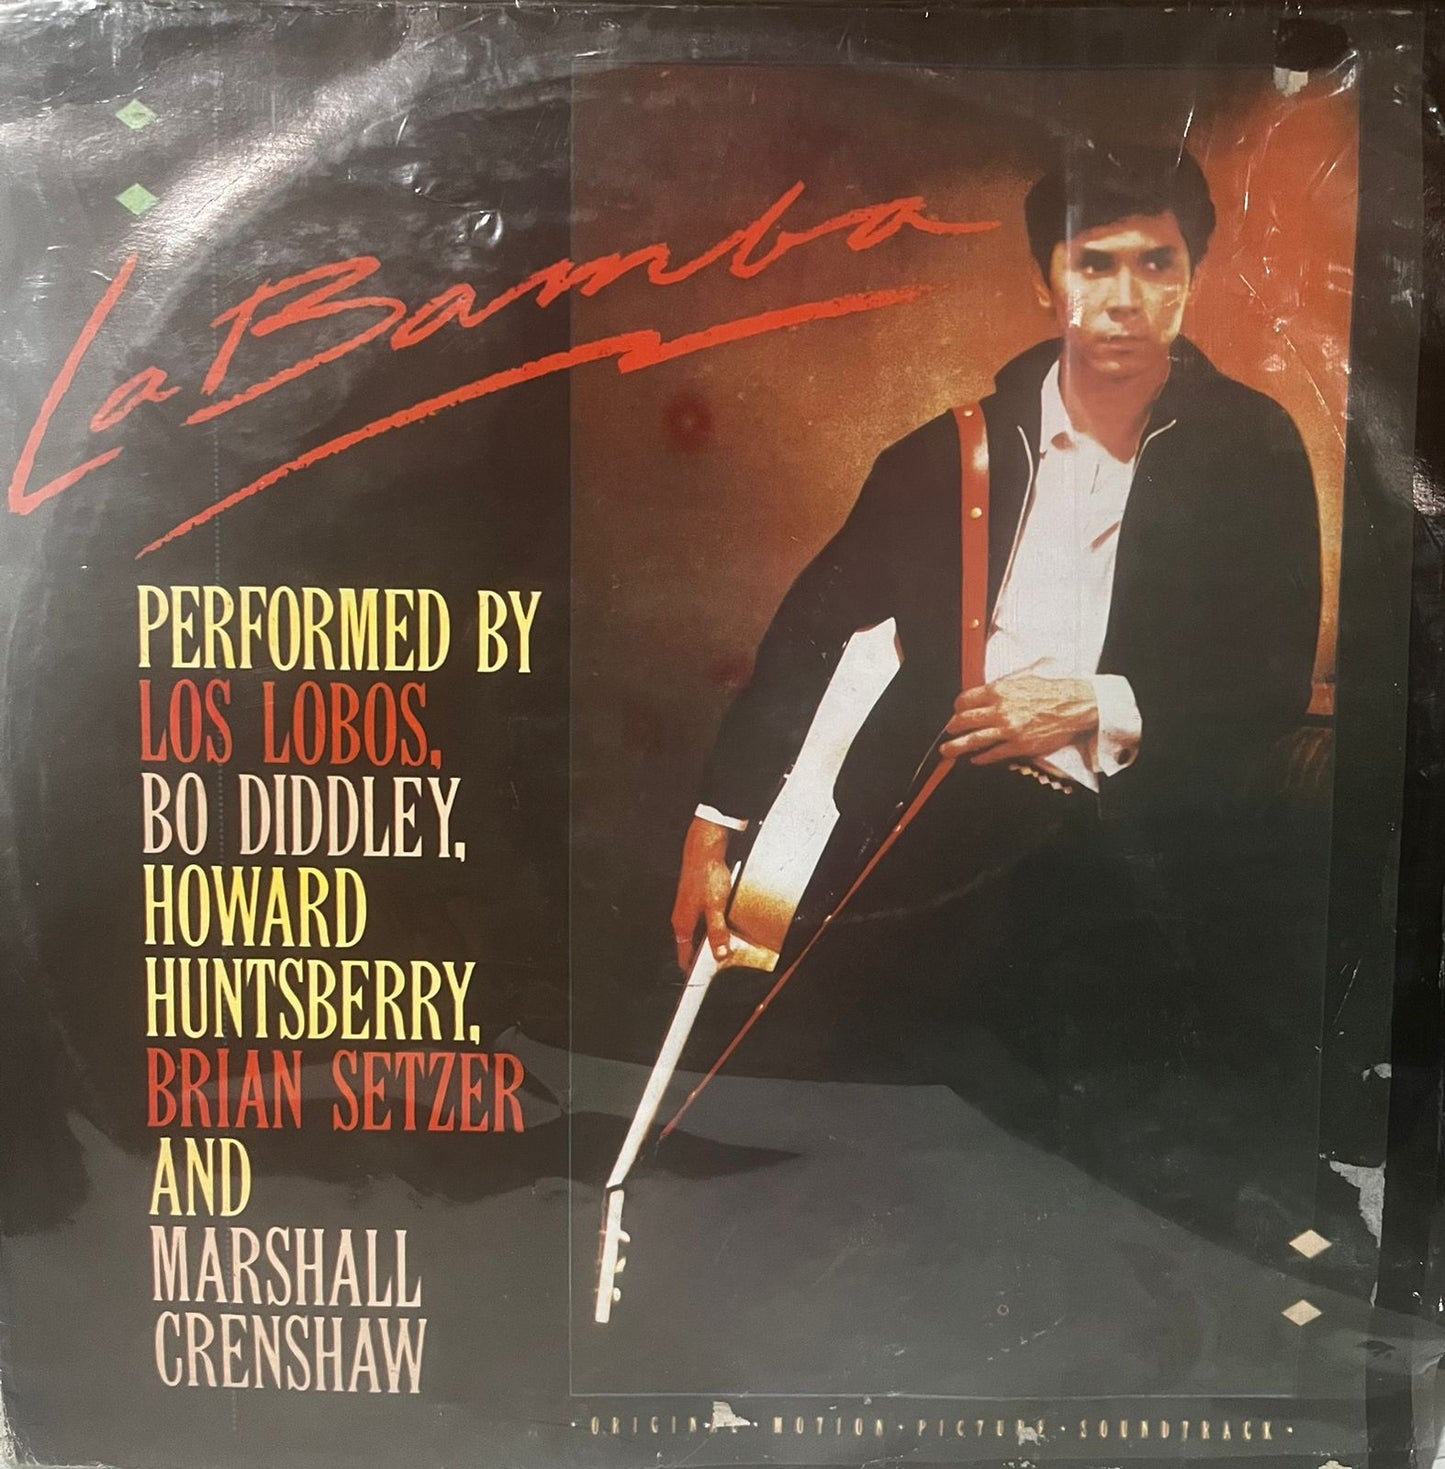 La Bamba
PERFORMED BY
LOS LOBOS,
BO DIDDLEY,
HOWARD
HUNTSBERRY,
BRIAN SETZER
AND
MARSHALL
CRENSHAW
·ORIGINAL·MOTION·PICTURE·SOUNDTRACK·